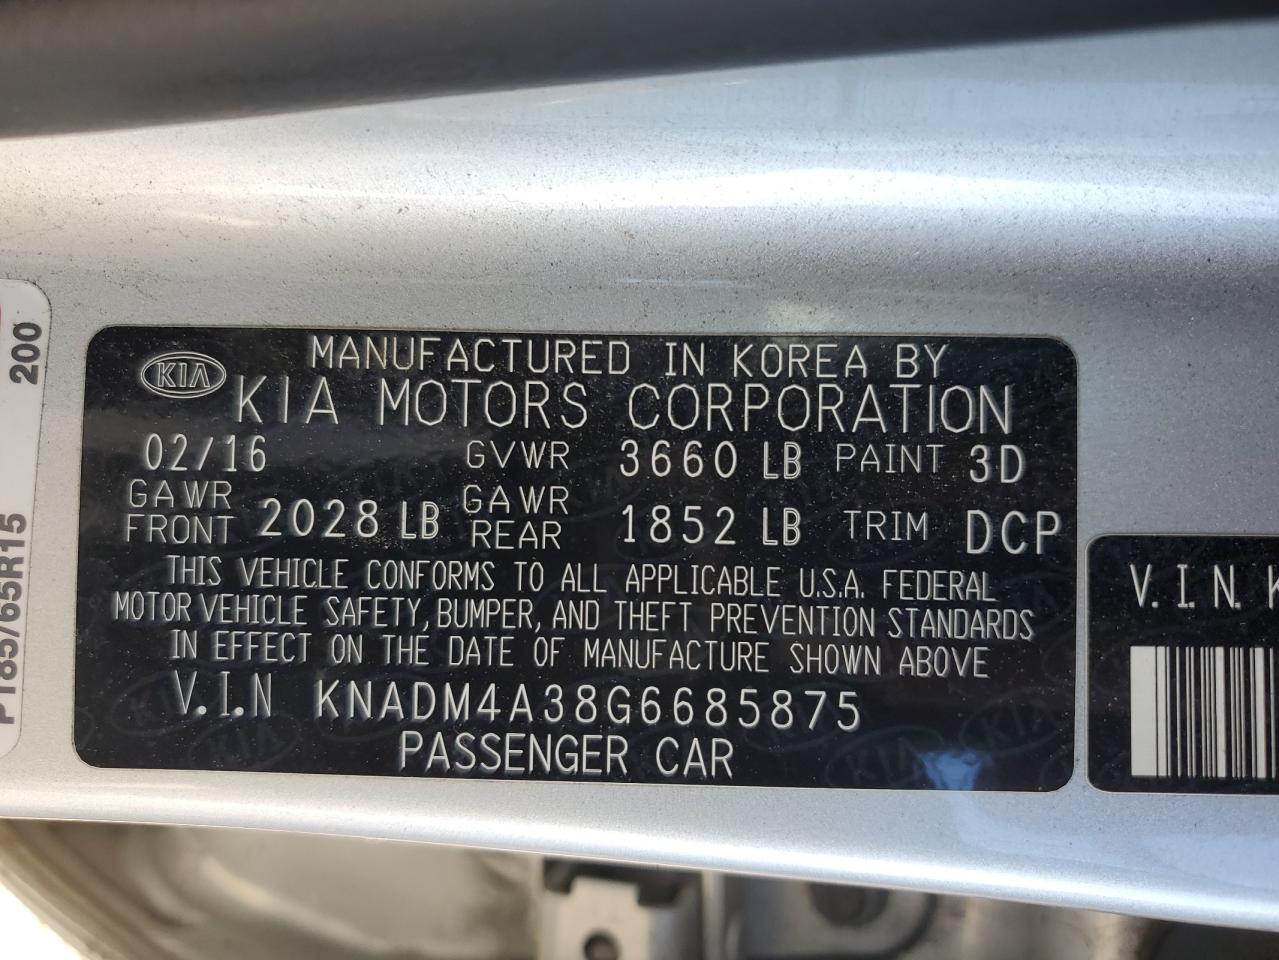 KIA
MANUFACTURED IN KOREA BY
KIA MOTORS CORPORATION
02/16 GVWR 3660 LB PAINT 3D
GAWR FRONT 2028 LB GAWR REAR 1852 LB TRIM DCP
THIS VEHICLE CONFORMS TO ALL APPLICABLE U.S.A. FEDERAL
MOTOR VEHICLE SAFETY, BUMPER, AND THEFT PREVENTION STANDARDS
IN EFFECT ON THE DATE OF MANUFACTURE SHOWN ABOVE
V.I.N KNADM4A38G6685875
PASSENGER CAR
P185/65R15 200
V.I.N. K